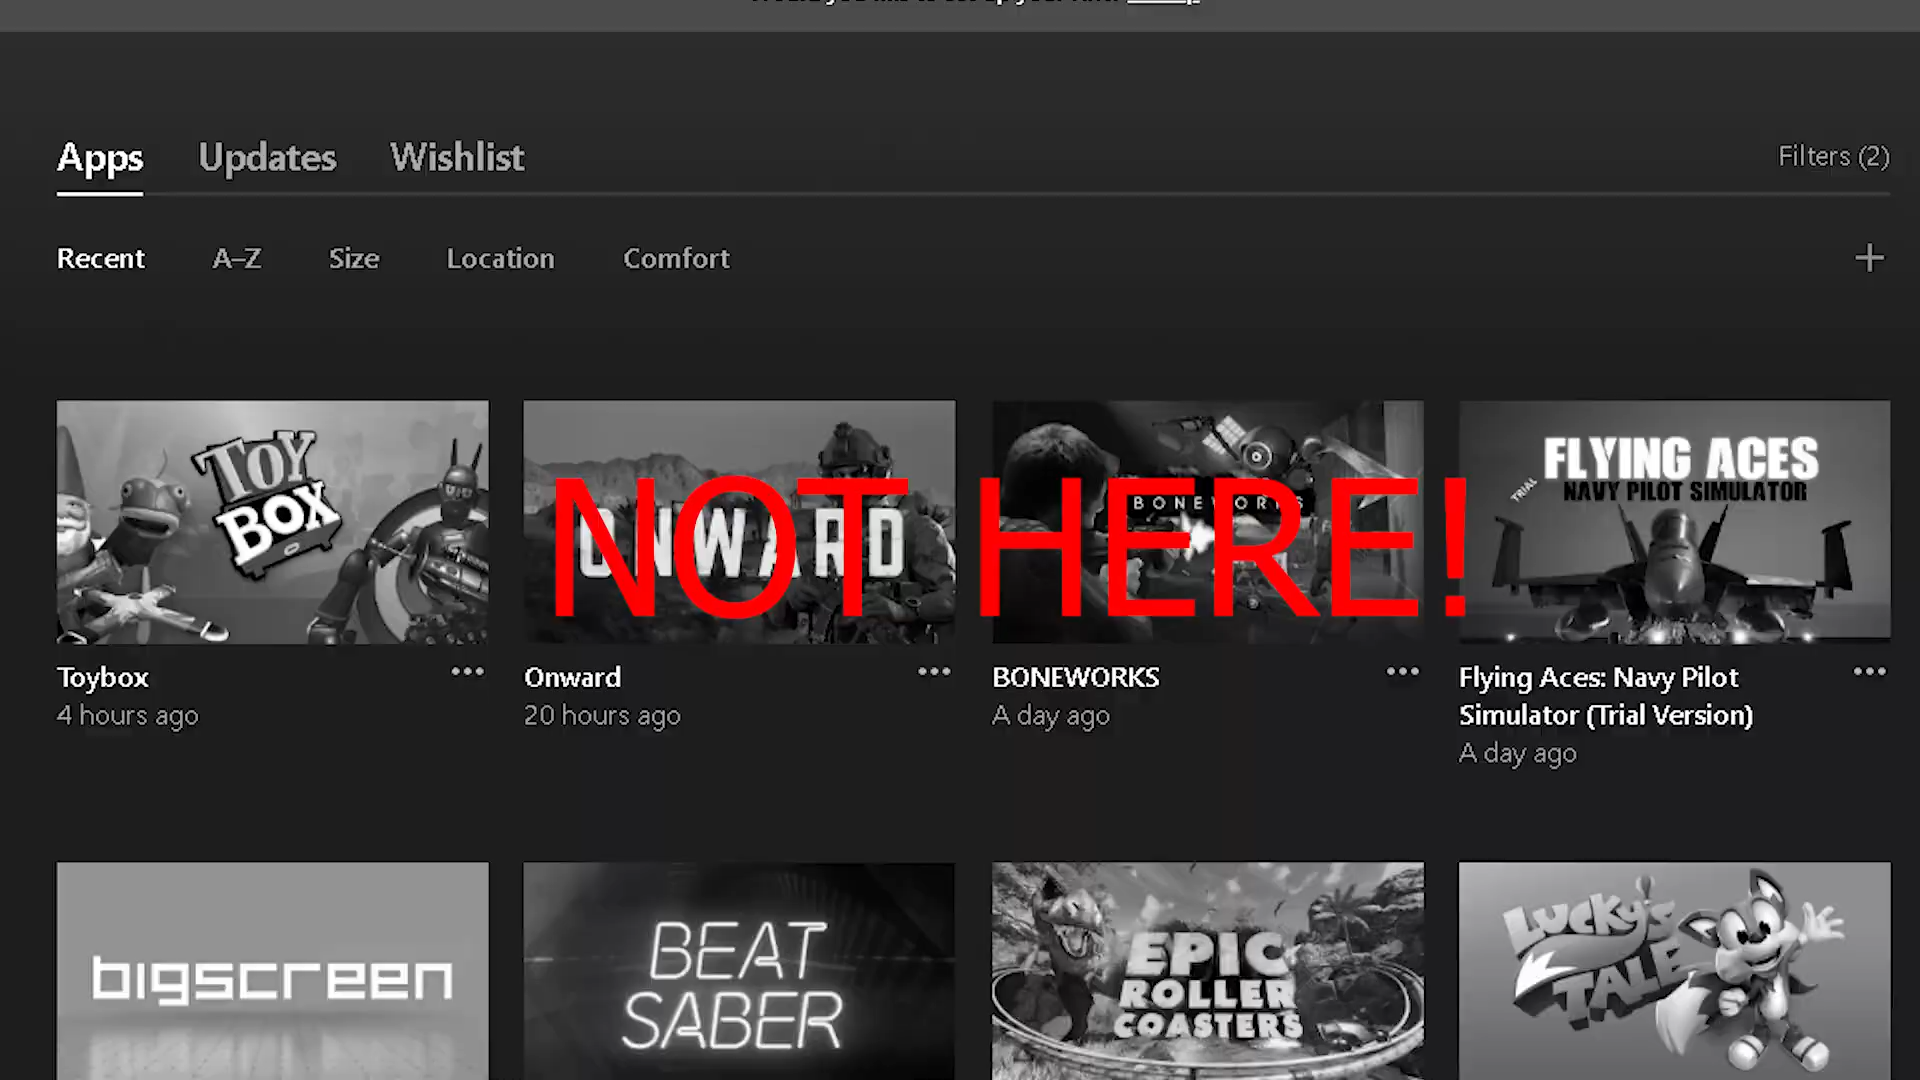 Apps Updates Wishlist Filters (2)
Recent A–Z Size Location Comfort +
TOY BOX
ONWARD
BONEWORKS
TRIAL
FLYING ACES
NAVY PILOT SIMULATOR
NOT HERE!
Toybox
4 hours ago
Onward
20 hours ago
BONEWORKS
A day ago
Flying Aces: Navy Pilot
Simulator (Trial Version)
A day ago
bigscreen
BEAT
SABER
EPIC
ROLLER
COASTERS
LUCKY'S
TALE